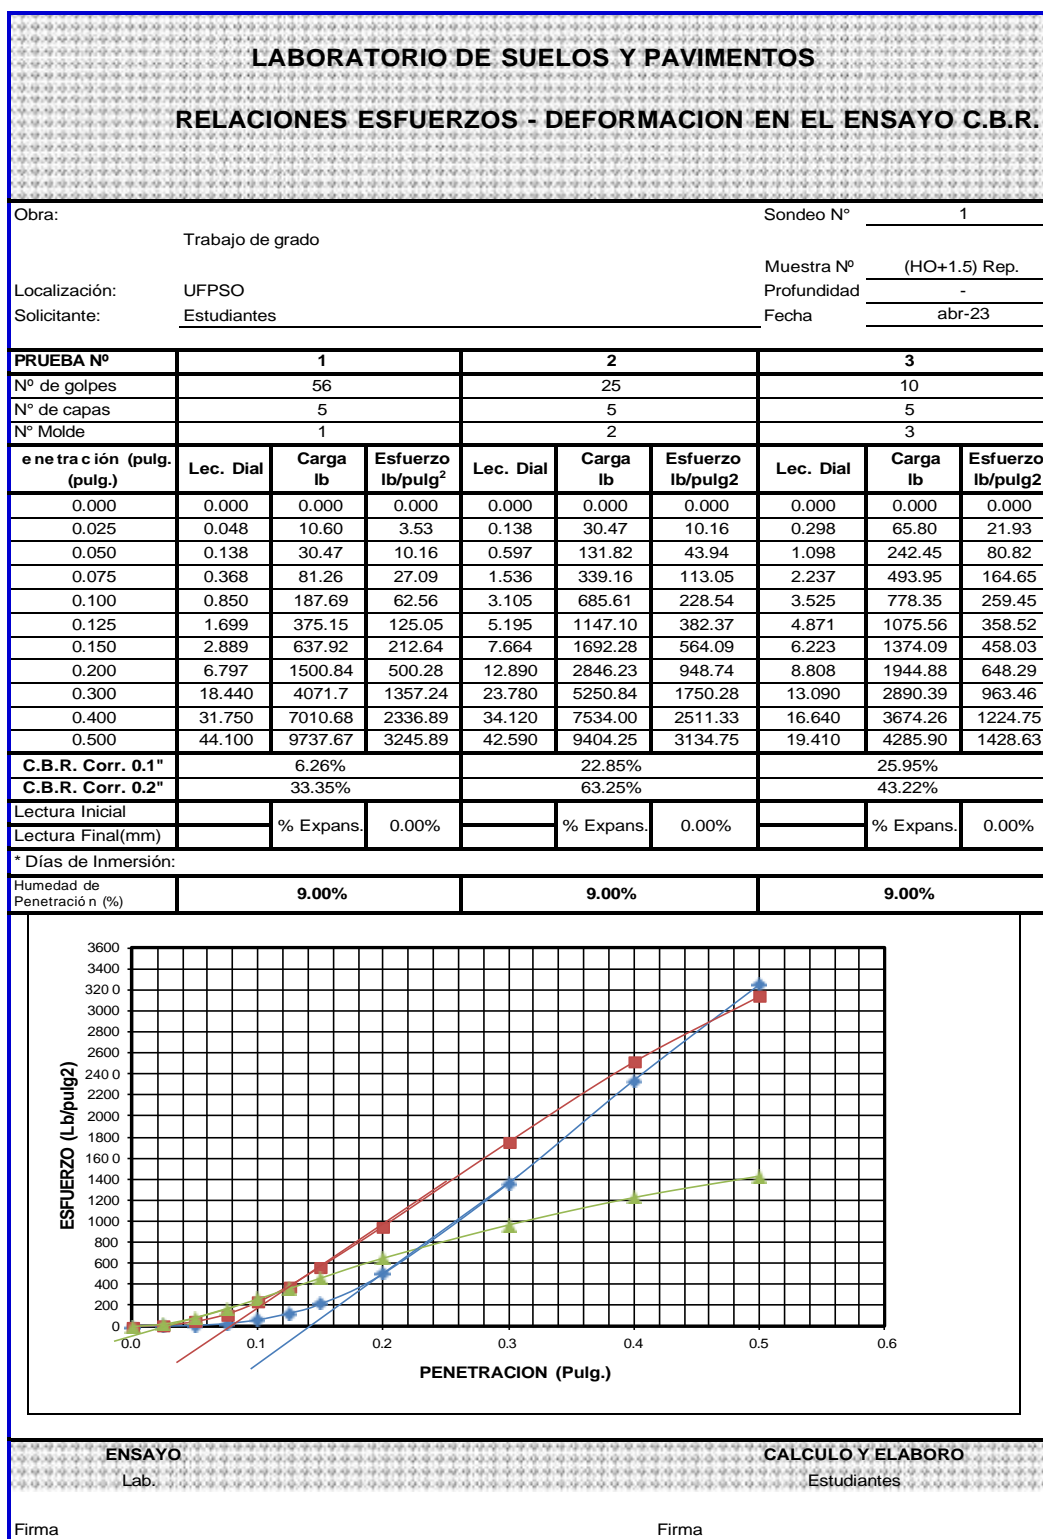 LABORATORIO DE SUELOS Y PAVIMENTOS
RELACIONES ESFUERZOS - DEFORMACION EN EL ENSAYO C.B.R.
Obra: Sondeo N° 1
Trabajo de grado
Muestra Nº (HO+1.5) Rep.
Localización: UFPSO Profundidad -
Solicitante: Estudiantes Fecha abr-23
PRUEBA Nº 1 2 3
Nº de golpes 56 25 10
N° de capas 5 5 5
N° Molde 1 2 3
enetración (pulg. Lec. Dial Carga Esfuerzo Lec. Dial Carga Esfuerzo Lec. Dial Carga Esfuerzo
(pulg.) lb lb/pulg² lb lb/pulg2 lb lb/pulg2
0.000 0.000 0.000 0.000 0.000 0.000 0.000 0.000 0.000 0.000
0.025 0.048 10.60 3.53 0.138 30.47 10.16 0.298 65.80 21.93
0.050 0.138 30.47 10.16 0.597 131.82 43.94 1.098 242.45 80.82
0.075 0.368 81.26 27.09 1.536 339.16 113.05 2.237 493.95 164.65
0.100 0.850 187.69 62.56 3.105 685.61 228.54 3.525 778.35 259.45
0.125 1.699 375.15 125.05 5.195 1147.10 382.37 4.871 1075.56 358.52
0.150 2.889 637.92 212.64 7.664 1692.28 564.09 6.223 1374.09 458.03
0.200 6.797 1500.84 500.28 12.890 2846.23 948.74 8.808 1944.88 648.29
0.300 18.440 4071.7 1357.24 23.780 5250.84 1750.28 13.090 2890.39 963.46
0.400 31.750 7010.68 2336.89 34.120 7534.00 2511.33 16.640 3674.26 1224.75
0.500 44.100 9737.67 3245.89 42.590 9404.25 3134.75 19.410 4285.90 1428.63
C.B.R. Corr. 0.1" 6.26% 22.85% 25.95%
C.B.R. Corr. 0.2" 33.35% 63.25% 43.22%
Lectura Inicial % Expans. 0.00% % Expans. 0.00% % Expans. 0.00%
Lectura Final(mm)
* Días de Inmersión:
Humedad de
Penetración (%) 9.00% 9.00% 9.00%
3600
3400
3200
3000
2800
2600
2400
2200
2000
1800
1600
1400
1200
1000
800
600
400
200
0
ESFUERZO (Lb/pulg2)
0.0 0.1 0.2 0.3 0.4 0.5 0.6
PENETRACION (Pulg.)
ENSAYO CALCULO Y ELABORO
Lab. Estudiantes
Firma Firma